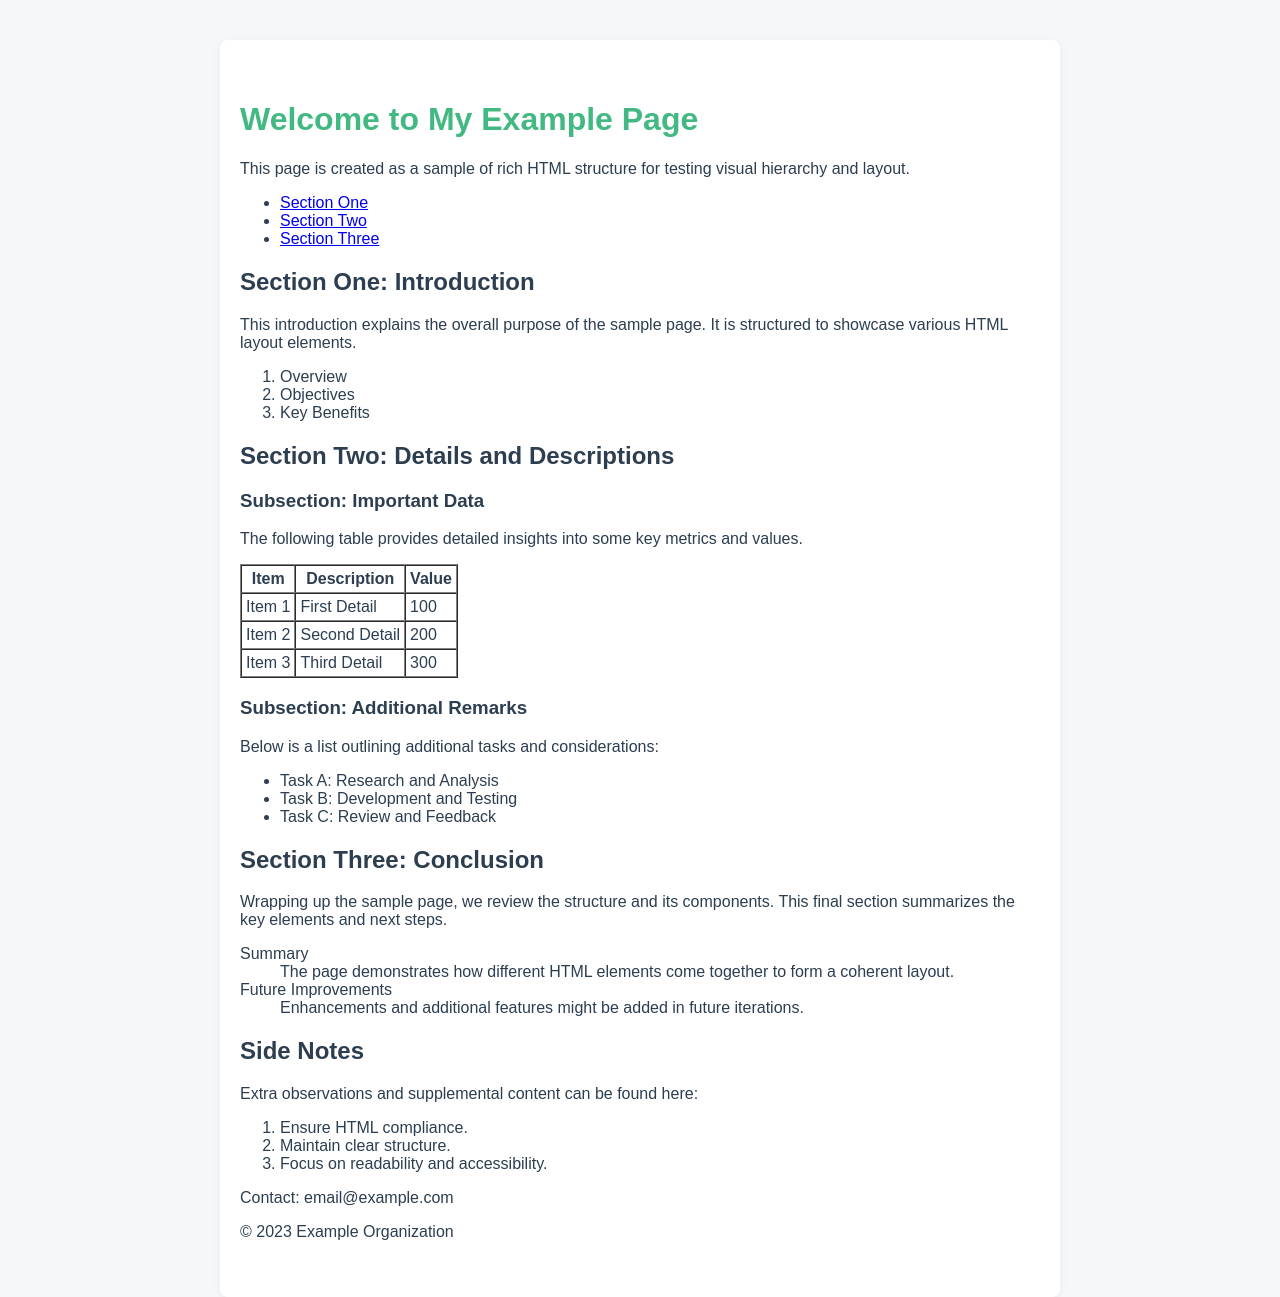 Welcome to My Example Page
This page is created as a sample of rich HTML structure for testing visual hierarchy and layout.
• Section One
• Section Two
• Section Three
Section One: Introduction
This introduction explains the overall purpose of the sample page. It is structured to showcase various HTML
layout elements.
1. Overview
2. Objectives
3. Key Benefits
Section Two: Details and Descriptions
Subsection: Important Data
The following table provides detailed insights into some key metrics and values.
Item Description Value
Item 1 First Detail 100
Item 2 Second Detail 200
Item 3 Third Detail 300
Subsection: Additional Remarks
Below is a list outlining additional tasks and considerations:
• Task A: Research and Analysis
• Task B: Development and Testing
• Task C: Review and Feedback
Section Three: Conclusion
Wrapping up the sample page, we review the structure and its components. This final section summarizes the
key elements and next steps.
Summary
The page demonstrates how different HTML elements come together to form a coherent layout.
Future Improvements
Enhancements and additional features might be added in future iterations.
Side Notes
Extra observations and supplemental content can be found here:
1. Ensure HTML compliance.
2. Maintain clear structure.
3. Focus on readability and accessibility.
Contact: email@example.com
© 2023 Example Organization